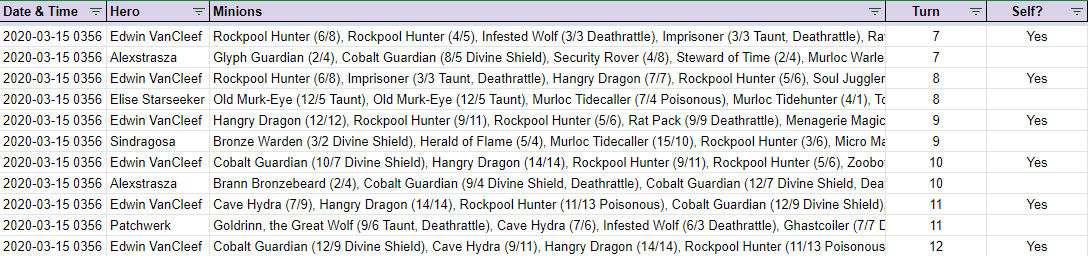 Date & Time Hero Minions Turn Self?
2020-03-15 0356 Edwin VanCleef Rockpool Hunter (6/8), Rockpool Hunter (4/5), Infested Wolf (3/3 Deathrattle), Imprisoner (3/3 Taunt, Deathrattle), Ra 7 Yes
2020-03-15 0356 Alexstrasza Glyph Guardian (2/4), Cobalt Guardian (8/5 Divine Shield), Security Rover (4/8), Steward of Time (2/4), Murloc Warle 7
2020-03-15 0356 Edwin VanCleef Rockpool Hunter (6/8), Imprisoner (3/3 Taunt, Deathrattle), Hangry Dragon (7/7), Rockpool Hunter (5/6), Soul Juggler 8 Yes
2020-03-15 0356 Elise Starseeker Old Murk-Eye (12/5 Taunt), Old Murk-Eye (12/5 Taunt), Murloc Tidecaller (7/4 Poisonous), Murloc Tidehunter (4/1), To 8
2020-03-15 0356 Edwin VanCleef Hangry Dragon (12/12), Rockpool Hunter (9/11), Rockpool Hunter (5/6), Rat Pack (9/9 Deathrattle), Menagerie Magic 9 Yes
2020-03-15 0356 Sindragosa Bronze Warden (3/2 Divine Shield), Herald of Flame (5/4), Murloc Tidecaller (15/10), Rockpool Hunter (3/6), Micro Ma 9
2020-03-15 0356 Edwin VanCleef Cobalt Guardian (10/7 Divine Shield), Hangry Dragon (14/14), Rockpool Hunter (9/11), Rockpool Hunter (5/6), Zoobo 10 Yes
2020-03-15 0356 Alexstrasza Brann Bronzebeard (2/4), Cobalt Guardian (9/4 Divine Shield, Deathrattle), Cobalt Guardian (12/7 Divine Shield, Dea 10
2020-03-15 0356 Edwin VanCleef Cave Hydra (7/9), Hangry Dragon (14/14), Rockpool Hunter (11/13 Poisonous), Cobalt Guardian (12/9 Divine Shield), 11 Yes
2020-03-15 0356 Patchwerk Goldrinn, the Great Wolf (9/6 Taunt, Deathrattle), Cave Hydra (7/6), Infested Wolf (6/3 Deathrattle), Ghastcoiler (7/7 D 11
2020-03-15 0356 Edwin VanCleef Cobalt Guardian (12/9 Divine Shield), Cave Hydra (9/11), Hangry Dragon (14/14), Rockpool Hunter (11/13 Poisonous 12 Yes